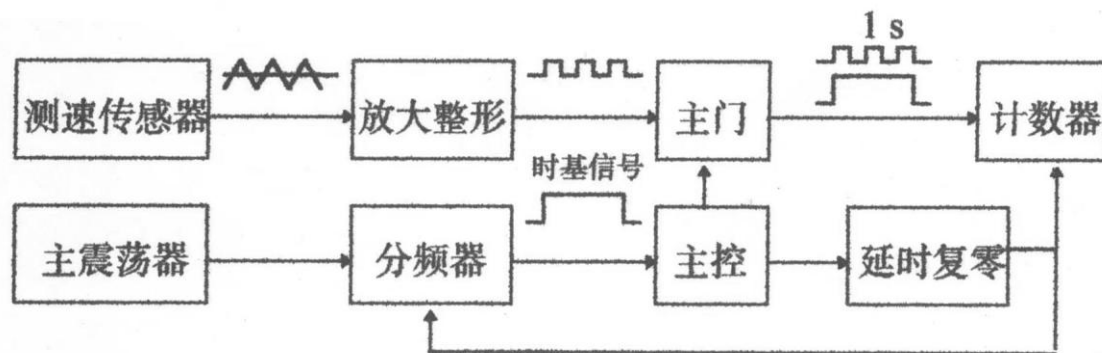 1 s
测速传感器
放大整形
主门
计数器
时基信号
主震荡器
分频器
主控
延时复零